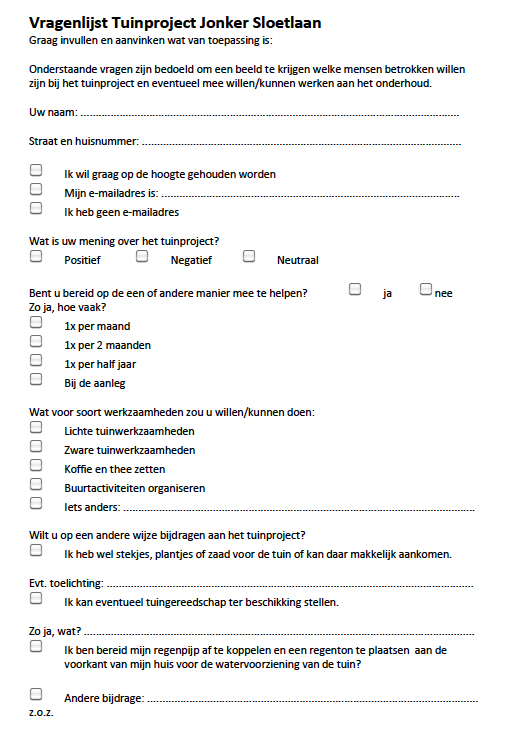 Vragenlijst Tuinproject Jonker Sloetlaan
Graag invullen en aanvinken wat van toepassing is:
Onderstaande vragen zijn bedoeld om een beeld te krijgen welke mensen betrokken willen
zijn bij het tuinproject en eventueel mee willen/kunnen werken aan het onderhoud.
Uw naam: ....................................................................................................
Straat en huisnummer: ....................................................................................
Ik wil graag op de hoogte gehouden worden
Mijn e-mailadres is: ..............................................................................
Ik heb geen e-mailadres
Wat is uw mening over het tuinproject?
Positief Negatief Neutraal
Bent u bereid op de een of andere manier mee te helpen? ja nee
Zo ja, hoe vaak?
1x per maand
1x per 2 maanden
1x per half jaar
Bij de aanleg
Wat voor soort werkzaamheden zou u willen/kunnen doen:
Lichte tuinwerkzaamheden
Zware tuinwerkzaamheden
Koffie en thee zetten
Buurtactiviteiten organiseren
Iets anders: ............................................................................................
Wilt u op een andere wijze bijdragen aan het tuinproject?
Ik heb wel stekjes, plantjes of zaad voor de tuin of kan daar makkelijk aankomen.
Evt. toelichting: ................................................................................................
Ik kan eventueel tuingereedschap ter beschikking stellen.
Zo ja, wat? ......................................................................................................
Ik ben bereid mijn regenpijp af te koppelen en een regenton te plaatsen aan de
voorkant van mijn huis voor de watervoorziening van de tuin?
Andere bijdrage: ......................................................................................
z.o.z.